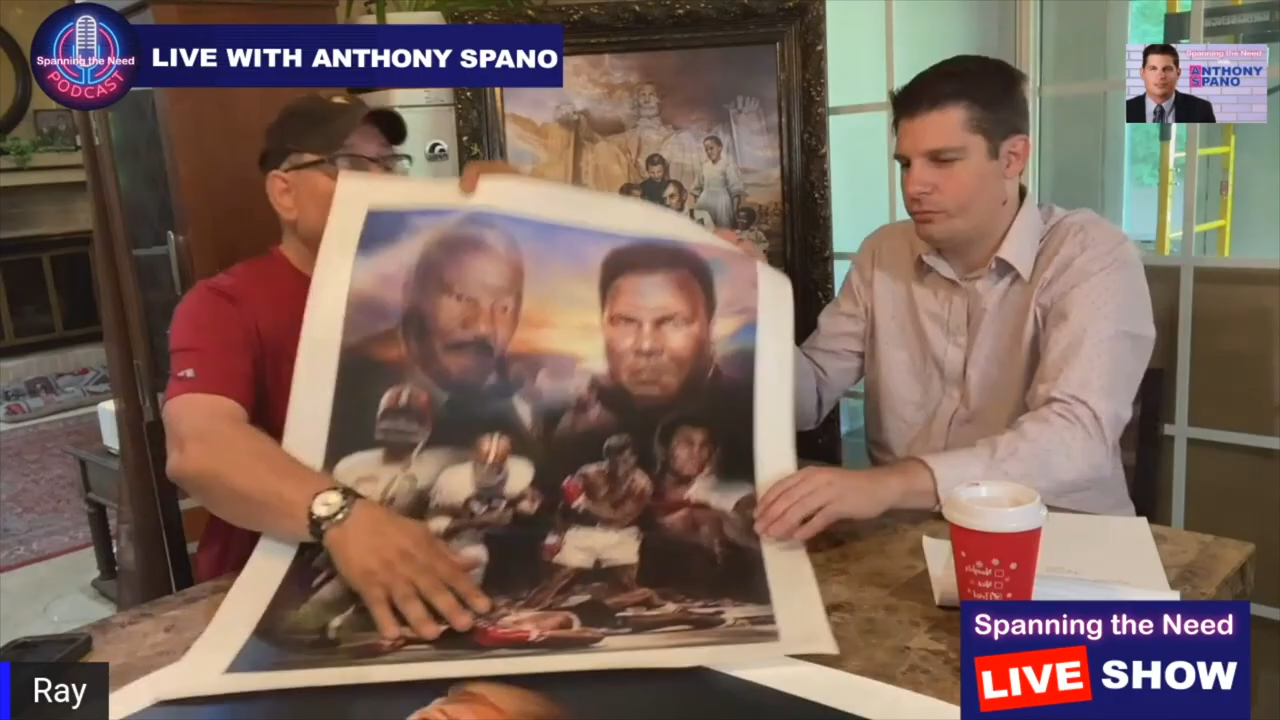 Spanning the Need
PODCAST
LIVE WITH ANTHONY SPANO
Spanning the Need
ANTHONY
SPANO
Ray
Spanning the Need
LIVE SHOW